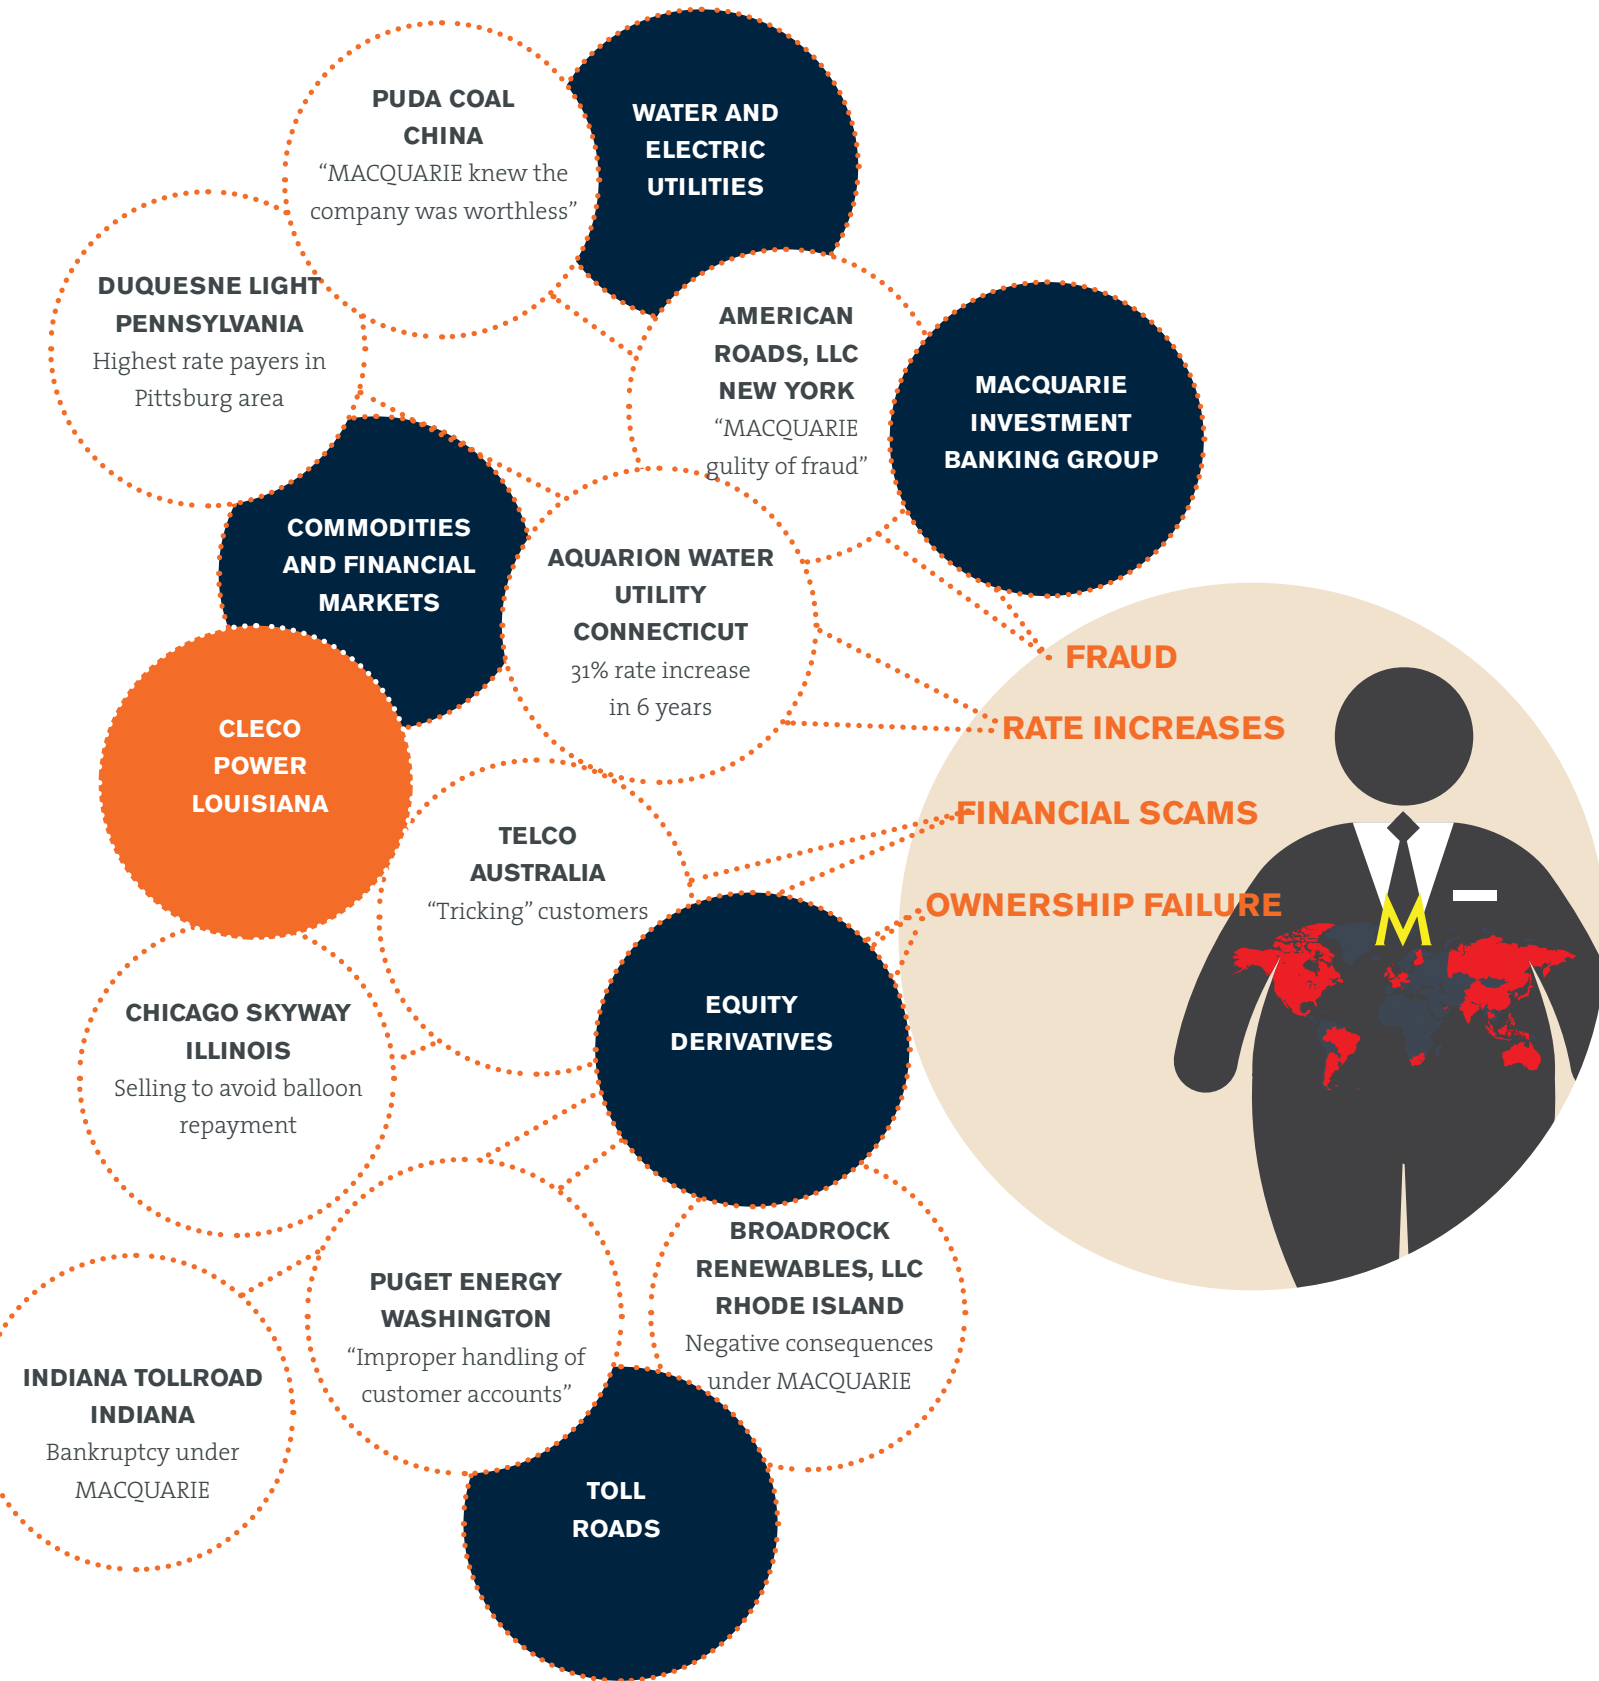 PUDA COAL
CHINA
“MACQUARIE knew the
company was worthless”
WATER AND
ELECTRIC
UTILITIES
DUQUESNE LIGHT
PENNSYLVANIA
Highest rate payers in
Pittsburg area
AMERICAN
ROADS, LLC
NEW YORK
“MACQUARIE
gulity of fraud”
MACQUARIE
INVESTMENT
BANKING GROUP
COMMODITIES
AND FINANCIAL
MARKETS
AQUARION WATER
UTILITY
CONNECTICUT
31% rate increase
in 6 years
FRAUD
RATE INCREASES
FINANCIAL SCAMS
OWNERSHIP FAILURE
M
CLECO
POWER
LOUISIANA
TELCO
AUSTRALIA
“Tricking” customers
EQUITY
DERIVATIVES
CHICAGO SKYWAY
ILLINOIS
Selling to avoid balloon
repayment
BROADROCK
RENEWABLES, LLC
RHODE ISLAND
Negative consequences
under MACQUARIE
PUGET ENERGY
WASHINGTON
“Improper handling of
customer accounts”
INDIANA TOLLROAD
INDIANA
Bankruptcy under
MACQUARIE
TOLL
ROADS